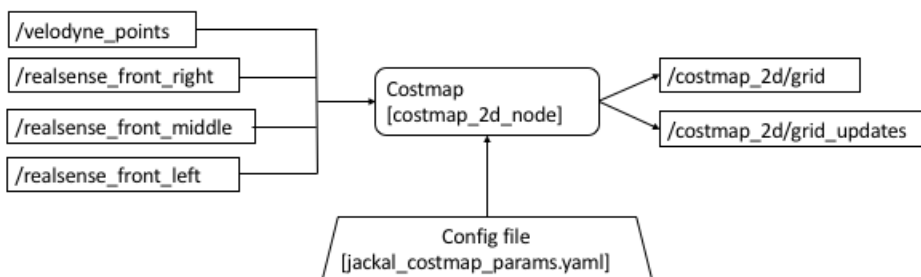 /velodyne_points
/realsense_front_right
/realsense_front_middle
/realsense_front_left
Costmap
[costmap_2d_node]
/costmap_2d/grid
/costmap_2d/grid_updates
Config file
[jackal_costmap_params.yaml]